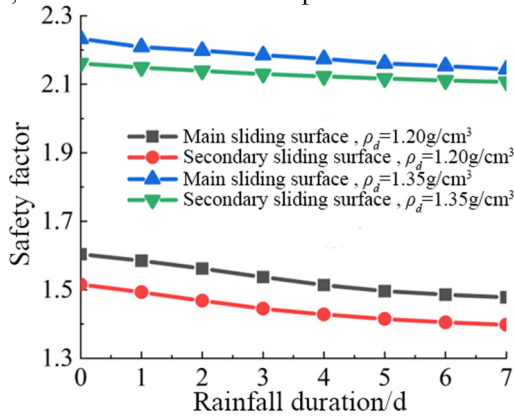 2.3
2.1
1.9
1.7
1.5
1.3
Safety factor
Main sliding surface , ρd=1.20g/cm³
Secondary sliding surface , ρd=1.20g/cm³
Main sliding surface , ρd=1.35g/cm³
Secondary sliding surface , ρd=1.35g/cm³
0 1 2 3 4 5 6 7
Rainfall duration/d